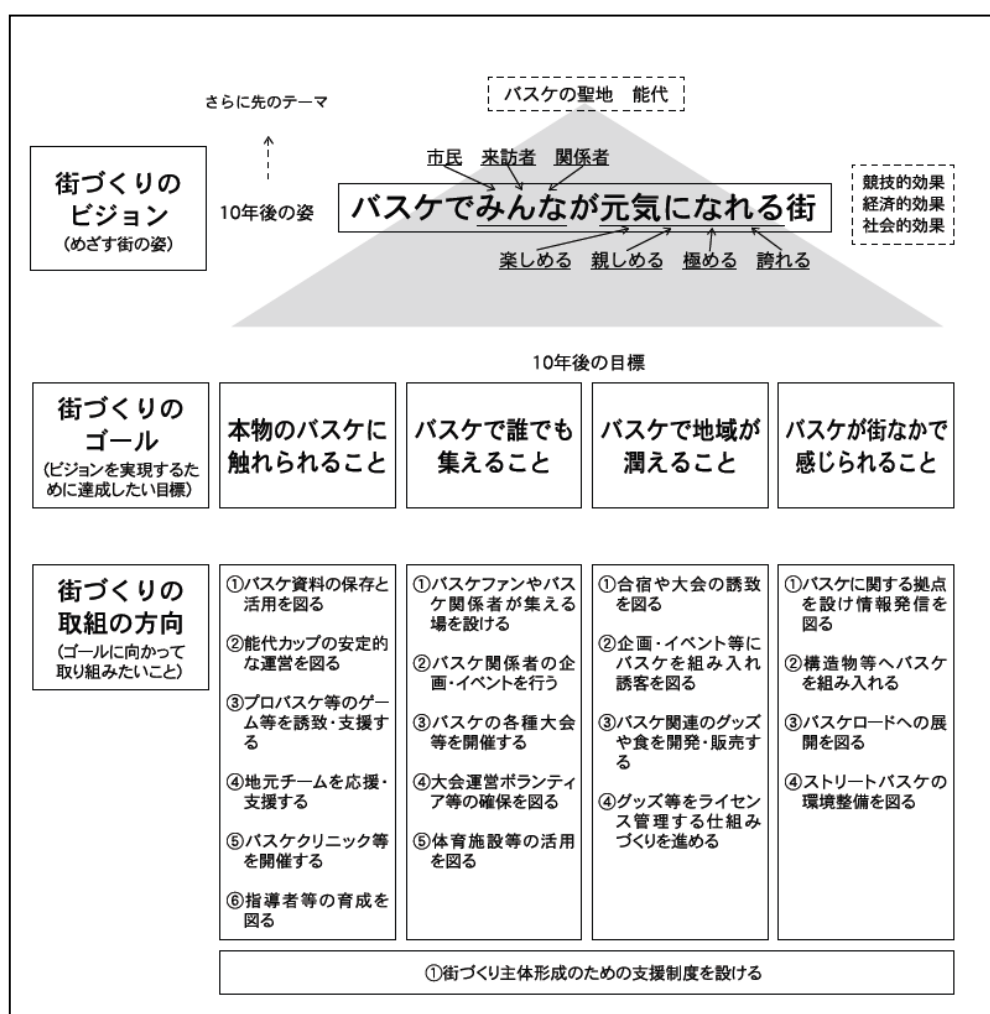 さらに先のテーマ
バスケの聖地　能代
市民　来訪者　関係者
街づくりの
ビジョン
(めざす街の姿)
10年後の姿
バスケでみんなが元気になれる街
競技的効果
経済的効果
社会的効果
楽しめる　親しめる　極める　誇れる
10年後の目標
街づくりの
ゴール
(ビジョンを実現するた
めに達成したい目標)
本物のバスケに
触れられること
バスケで誰でも
集えること
バスケで地域が
潤えること
バスケが街なかで
感じられること
街づくりの
取組の方向
(ゴールに向かって
取り組みたいこと)
①バスケ資料の保存と
活用を図る
②能代カップの安定的
な運営を図る
③プロバスケ等のゲー
ム等を誘致・支援す
る
④地元チームを応援・
支援する
⑤バスケクリニック等
を開催する
⑥指導者等の育成を
図る
①バスケファンやバス
ケ関係者が集える
場を設ける
②バスケ関係者の企
画・イベントを行う
③バスケの各種大会
等を開催する
④大会運営ボランティ
ア等の確保を図る
⑤体育施設等の活用
を図る
①合宿や大会の誘致
を図る
②企画・イベント等に
バスケを組み入れ
誘客を図る
③バスケ関連のグッズ
や食を開発・販売す
る
④グッズ等をライセン
ス管理する仕組み
づくりを進める
①バスケに関する拠点
を設け情報発信を
図る
②構造物等へバスケ
を組み入れる
③バスケロードへの展
開を図る
④ストリートバスケの
環境整備を図る
①街づくり主体形成のための支援制度を設ける